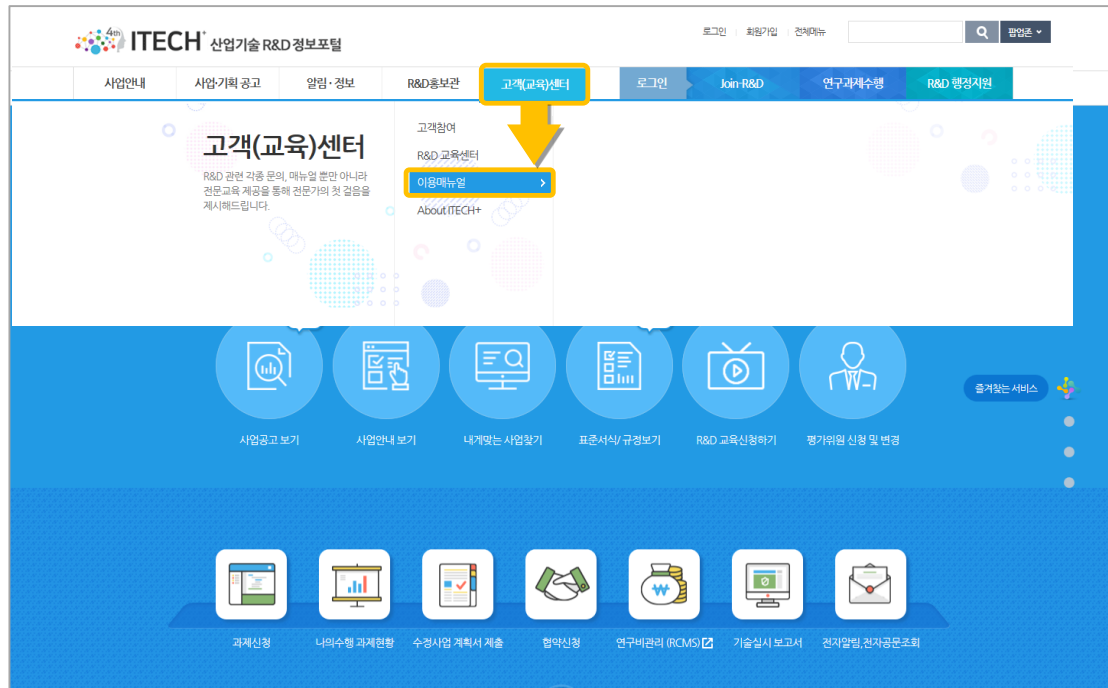 4th ITECH+ 산업기술 R&D 정보포털
로그인 회원가입 전체메뉴 팝업존
사업안내 사업·기획 공고 알림·정보 R&D홍보관 고객(교육)센터 로그인 Join-R&D 연구과제수행 R&D 행정지원
고객(교육)센터
R&D 관련 각종 문의, 매뉴얼 뿐만 아니라
전문교육 제공을 통해 전문가의 첫 걸음을
제시해드립니다.
고객참여
R&D 교육센터
이용매뉴얼
About ITECH+
즐겨찾는 서비스
사업공고 보기 사업안내 보기 내게맞는 사업찾기 표준서식/ 규정보기 R&D 교육신청하기 평가위원 신청 및 변경
과제신청 나의수행 과제현황 수정사업 계획서 제출 협약신청 연구비관리 (RCMS) 기술실시 보고서 전자알림,전자공문조회